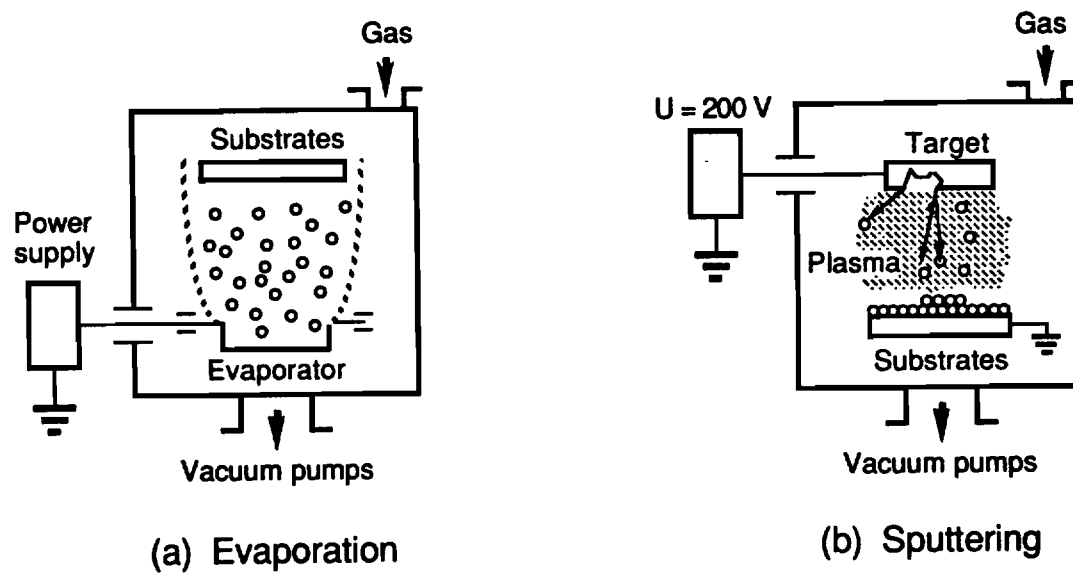 Gas
Substrates
Power
supply
Evaporator
Vacuum pumps
(a) Evaporation
Gas
U = 200 V
Target
Plasma
Substrates
Vacuum pumps
(b) Sputtering